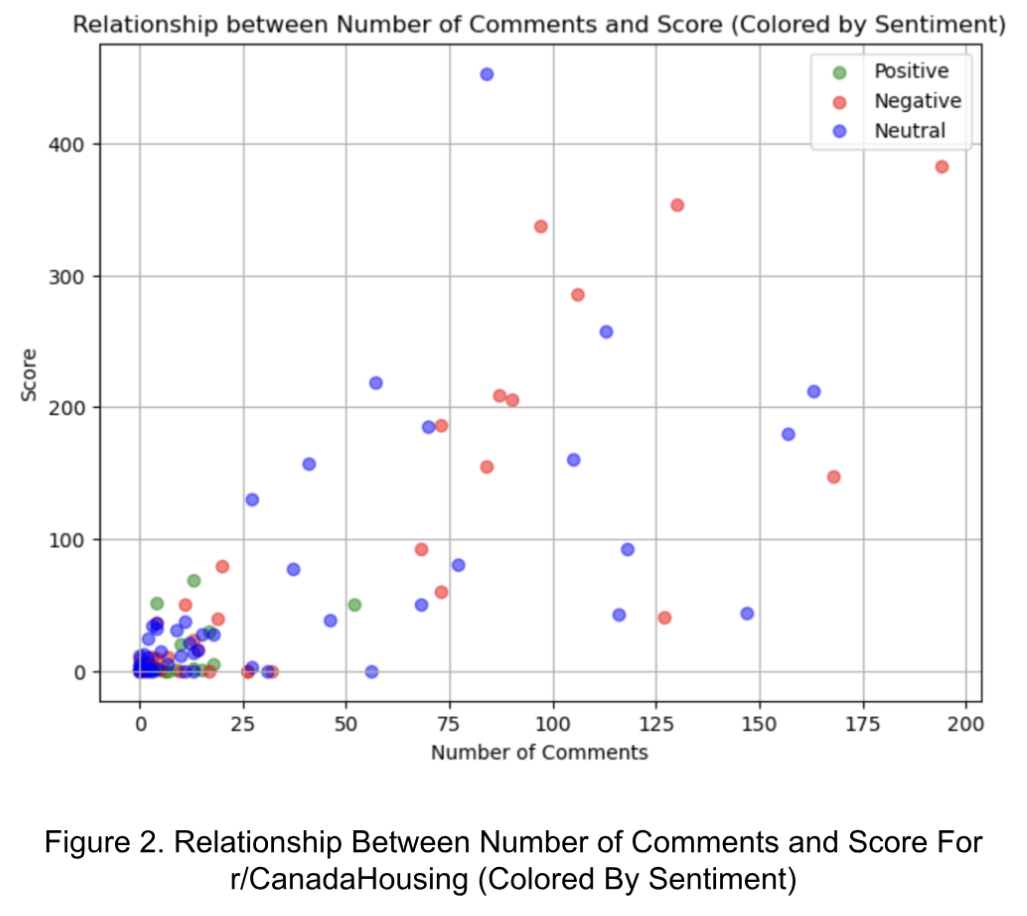 Relationship between Number of Comments and Score (Colored by Sentiment)
Positive
Negative
Neutral
400
300
200
100
0
Score
0 25 50 75 100 125 150 175 200
Number of Comments
Figure 2. Relationship Between Number of Comments and Score For
r/CanadaHousing (Colored By Sentiment)